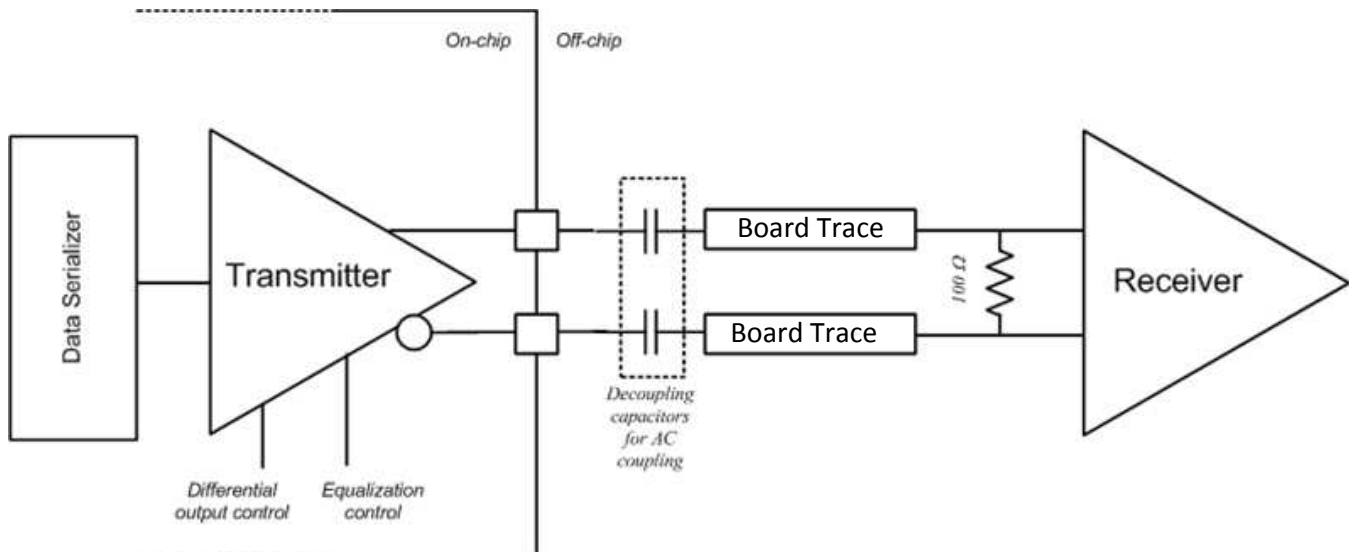 On-chip
Off-chip
Data Serializer
Transmitter
Board Trace
Board Trace
100 Ω
Receiver
Decoupling
capacitors
for AC
coupling
Differential
output control
Equalization
control